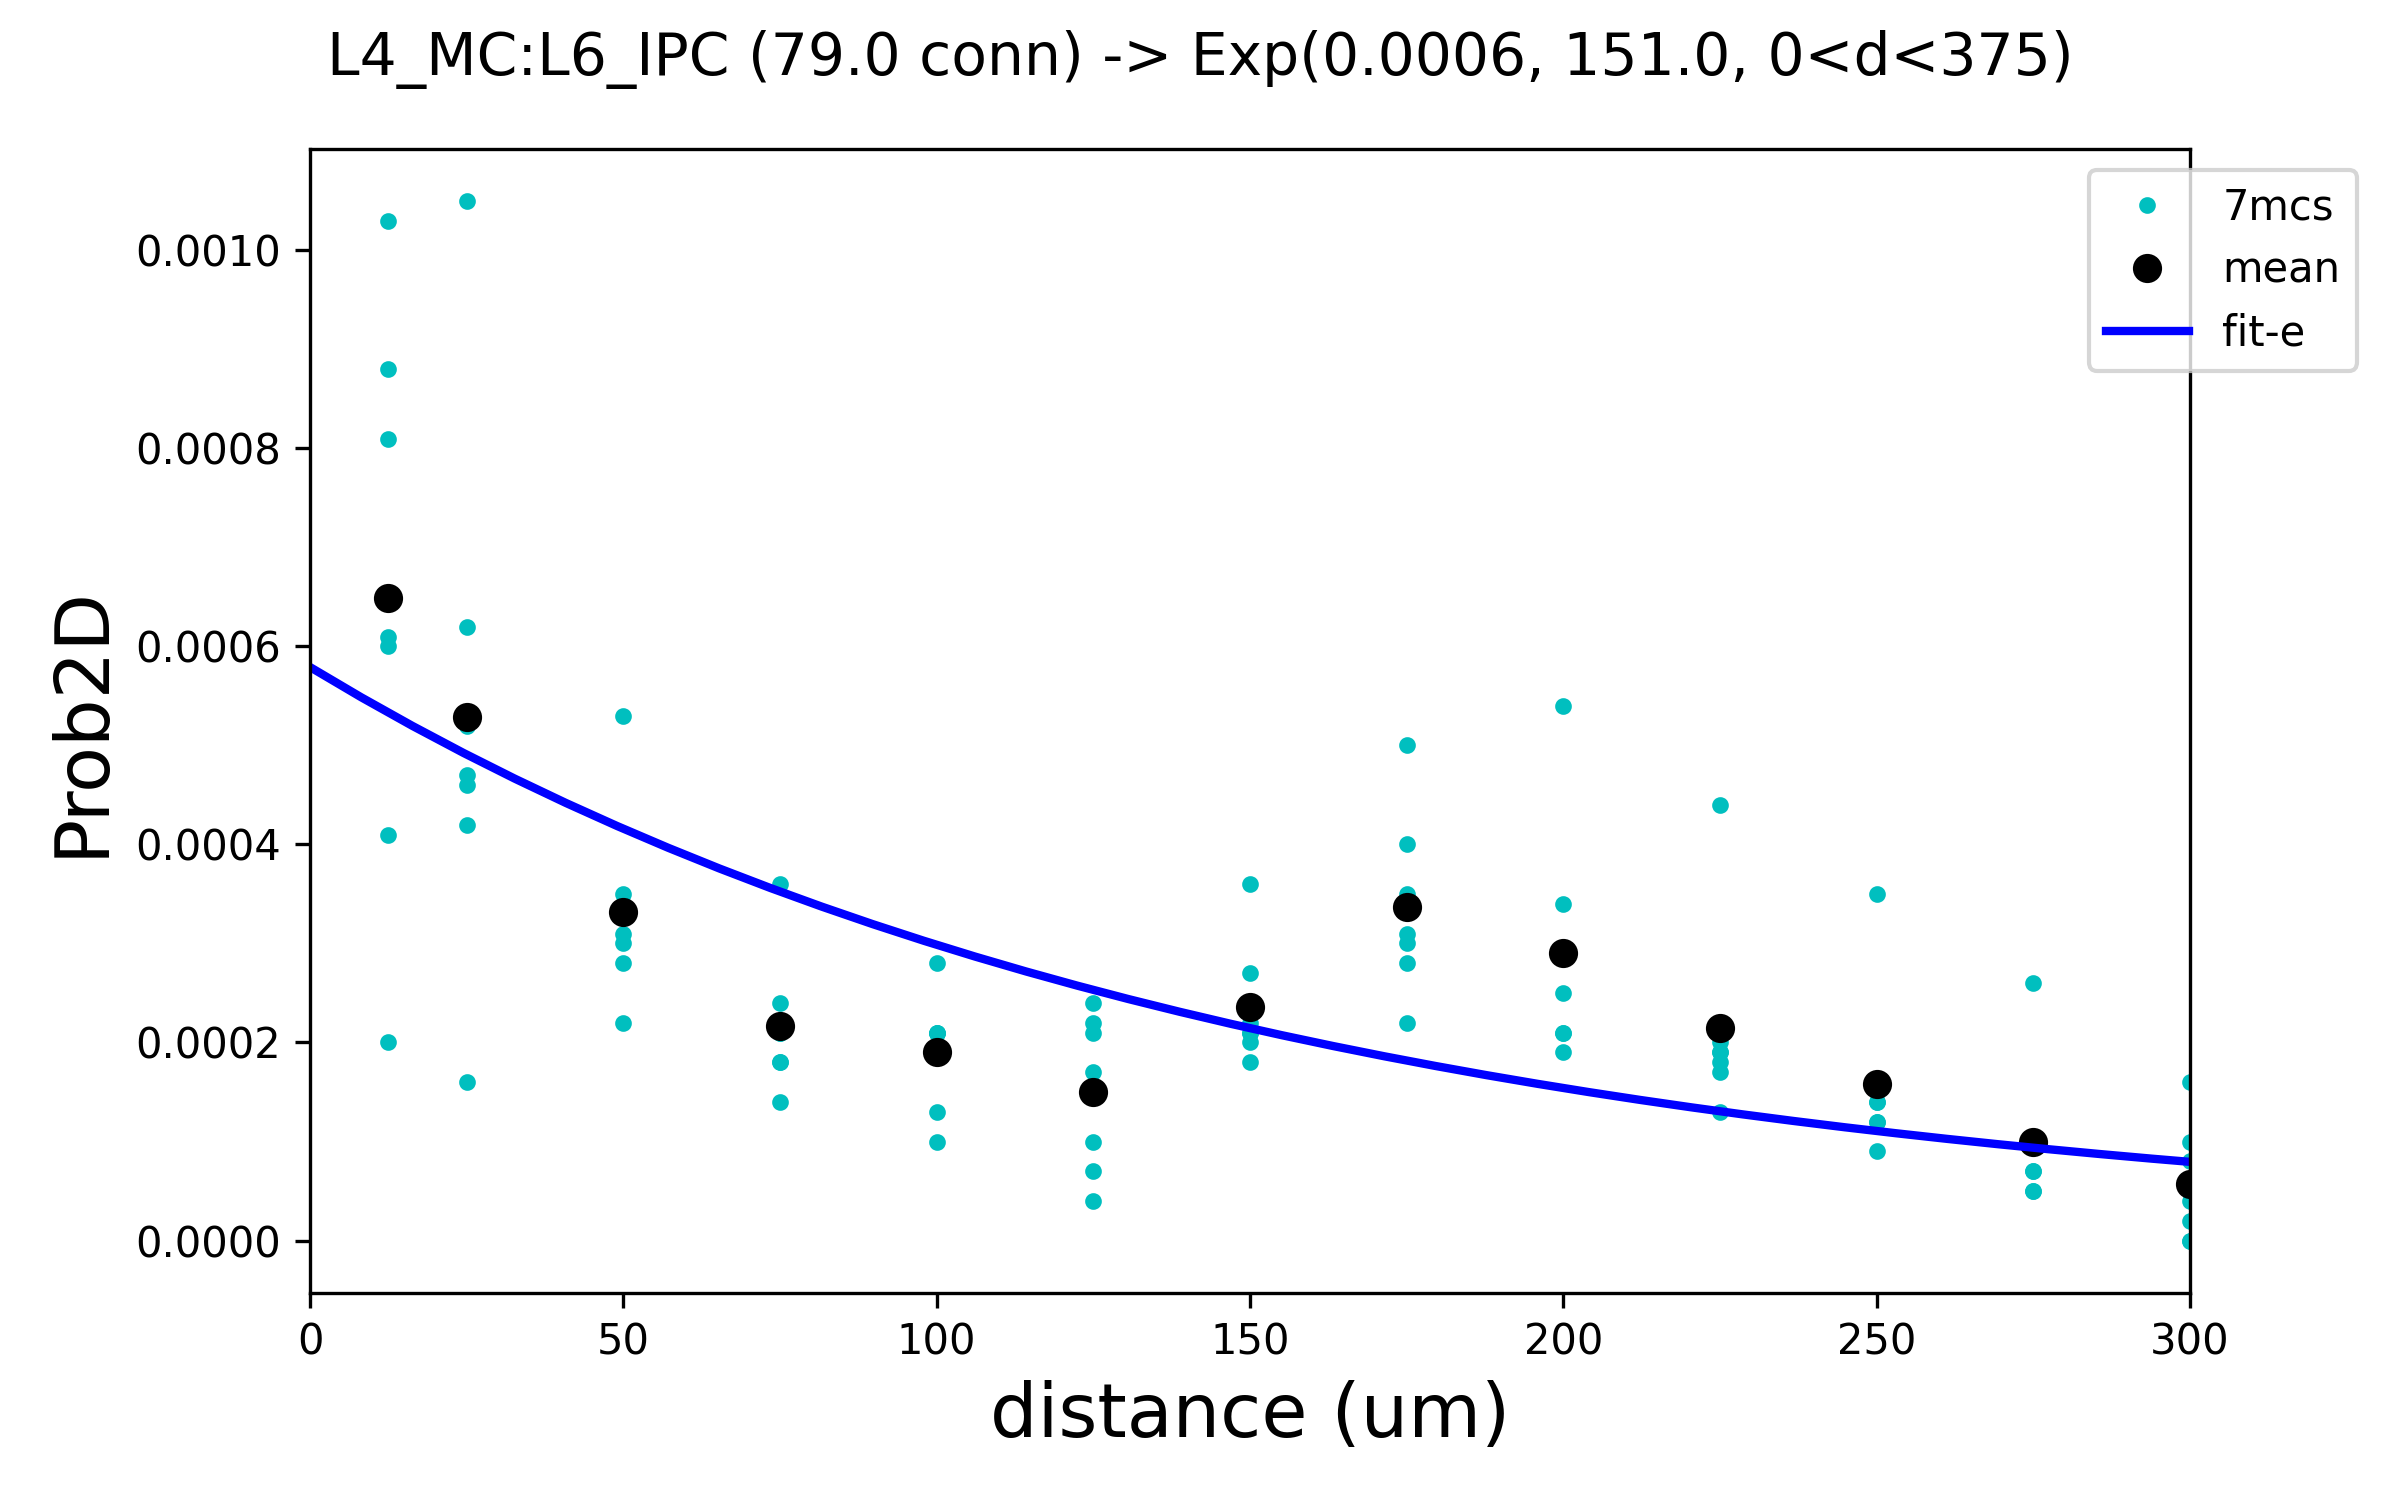 L4_MC:L6_IPC (79.0 conn) -> Exp(0.0006, 151.0, 0<d<375)
7mcs
mean
fit-e
Prob2D
0.0010
0.0008
0.0006
0.0004
0.0002
0.0000
0 50 100 150 200 250 300
distance (um)